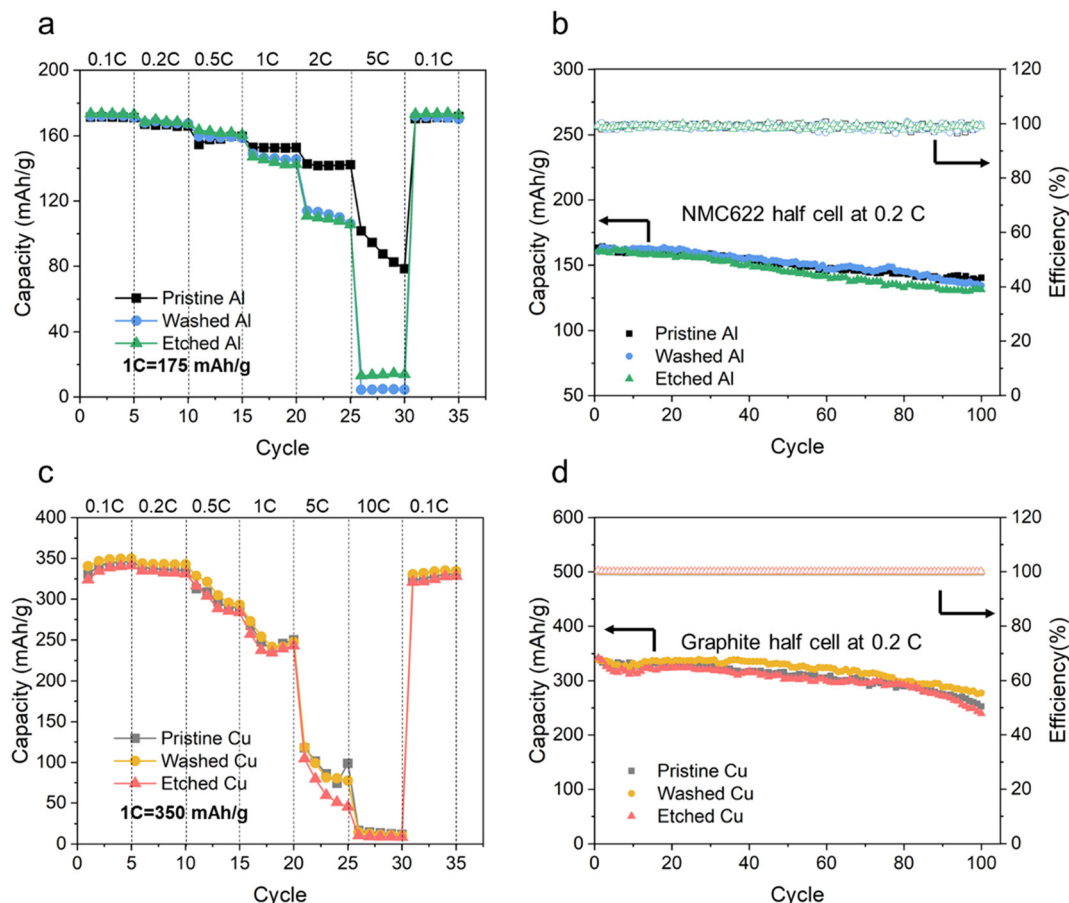 a
0.1C 0.2C 0.5C 1C 2C 5C 0.1C
200
160
120
80
40
0
Capacity (mAh/g)
Pristine Al
Washed Al
Etched Al
1C=175 mAh/g
0 5 10 15 20 25 30 35
Cycle
b
300
250
200
150
100
50
Capacity (mAh/g)
NMC622 half cell at 0.2 C
Pristine Al
Washed Al
Etched Al
120
100
80
60
40
20
0
Efficiency (%)
0 20 40 60 80 100
Cycle
c
0.1C 0.2C 0.5C 1C 5C 10C 0.1C
400
350
300
250
200
150
100
50
0
Capacity (mAh/g)
Pristine Cu
Washed Cu
Etched Cu
1C=350 mAh/g
0 5 10 15 20 25 30 35
Cycle
d
600
500
400
300
200
100
0
Capacity (mAh/g)
Graphite half cell at 0.2 C
Pristine Cu
Washed Cu
Etched Cu
120
100
80
60
40
20
0
Efficiency(%)
0 20 40 60 80 100
Cycle